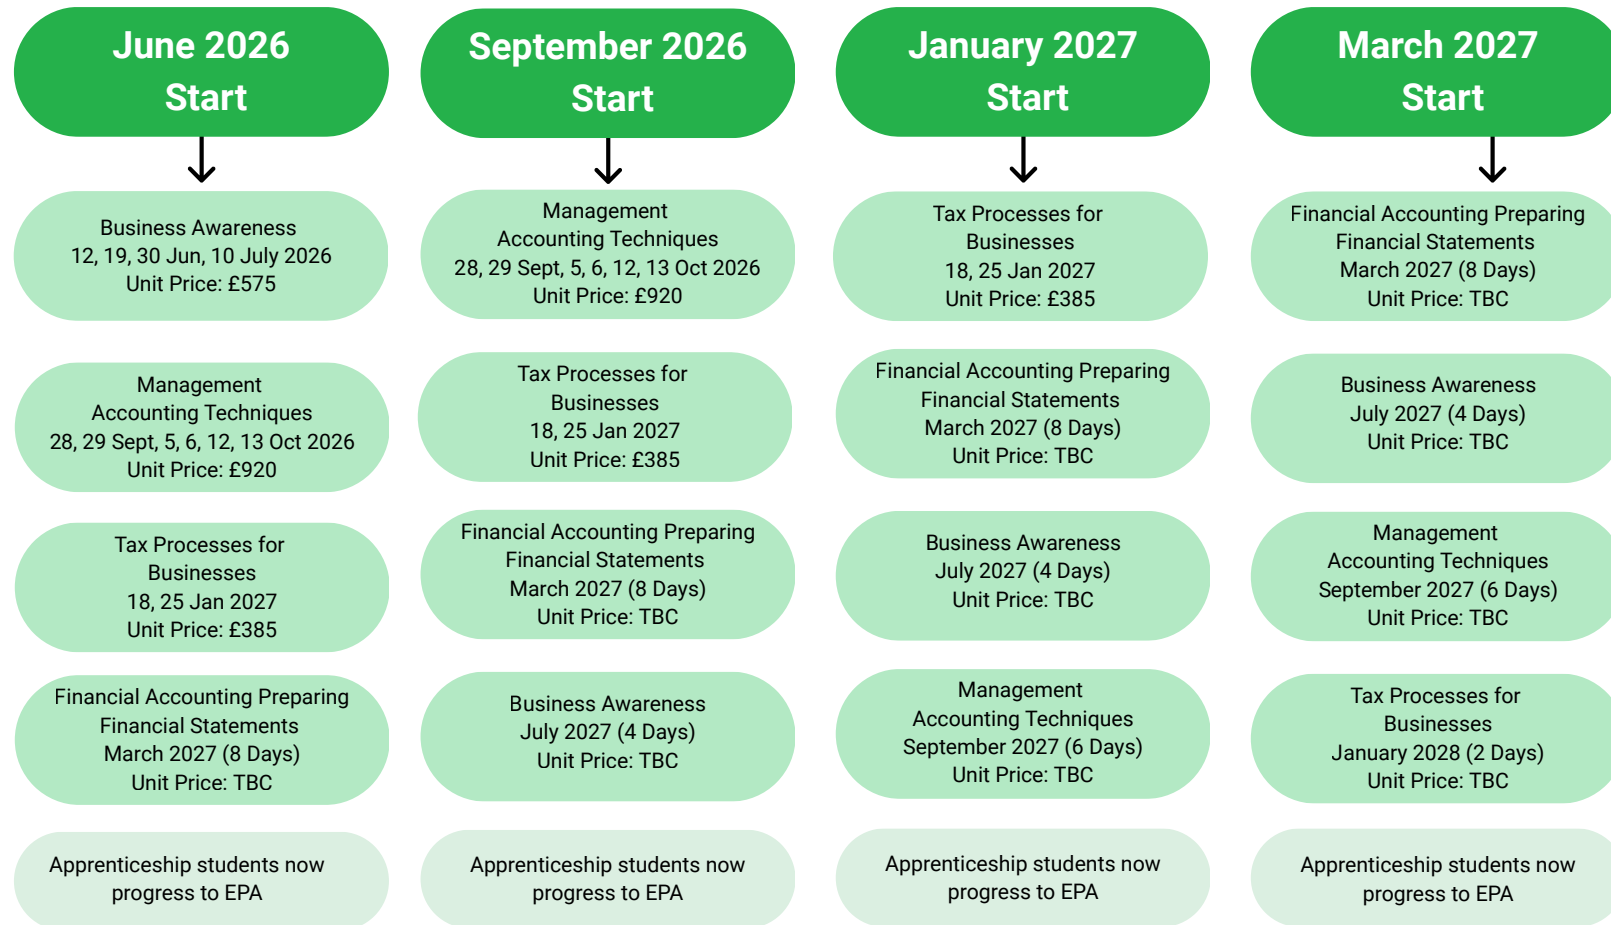 June 2026
Start
Business Awareness
12, 19, 30 Jun, 10 July 2026
Unit Price: £575
Management
Accounting Techniques
28, 29 Sept, 5, 6, 12, 13 Oct 2026
Unit Price: £920
Tax Processes for
Businesses
18, 25 Jan 2027
Unit Price: £385
Financial Accounting Preparing
Financial Statements
March 2027 (8 Days)
Unit Price: TBC
Apprenticeship students now
progress to EPA
September 2026
Start
Management
Accounting Techniques
28, 29 Sept, 5, 6, 12, 13 Oct 2026
Unit Price: £920
Tax Processes for
Businesses
18, 25 Jan 2027
Unit Price: £385
Financial Accounting Preparing
Financial Statements
March 2027 (8 Days)
Unit Price: TBC
Business Awareness
July 2027 (4 Days)
Unit Price: TBC
Apprenticeship students now
progress to EPA
January 2027
Start
Tax Processes for
Businesses
18, 25 Jan 2027
Unit Price: £385
Financial Accounting Preparing
Financial Statements
March 2027 (8 Days)
Unit Price: TBC
Business Awareness
July 2027 (4 Days)
Unit Price: TBC
Management
Accounting Techniques
September 2027 (6 Days)
Unit Price: TBC
Apprenticeship students now
progress to EPA
March 2027
Start
Financial Accounting Preparing
Financial Statements
March 2027 (8 Days)
Unit Price: TBC
Business Awareness
July 2027 (4 Days)
Unit Price: TBC
Management
Accounting Techniques
September 2027 (6 Days)
Unit Price: TBC
Tax Processes for
Businesses
January 2028 (2 Days)
Unit Price: TBC
Apprenticeship students now
progress to EPA